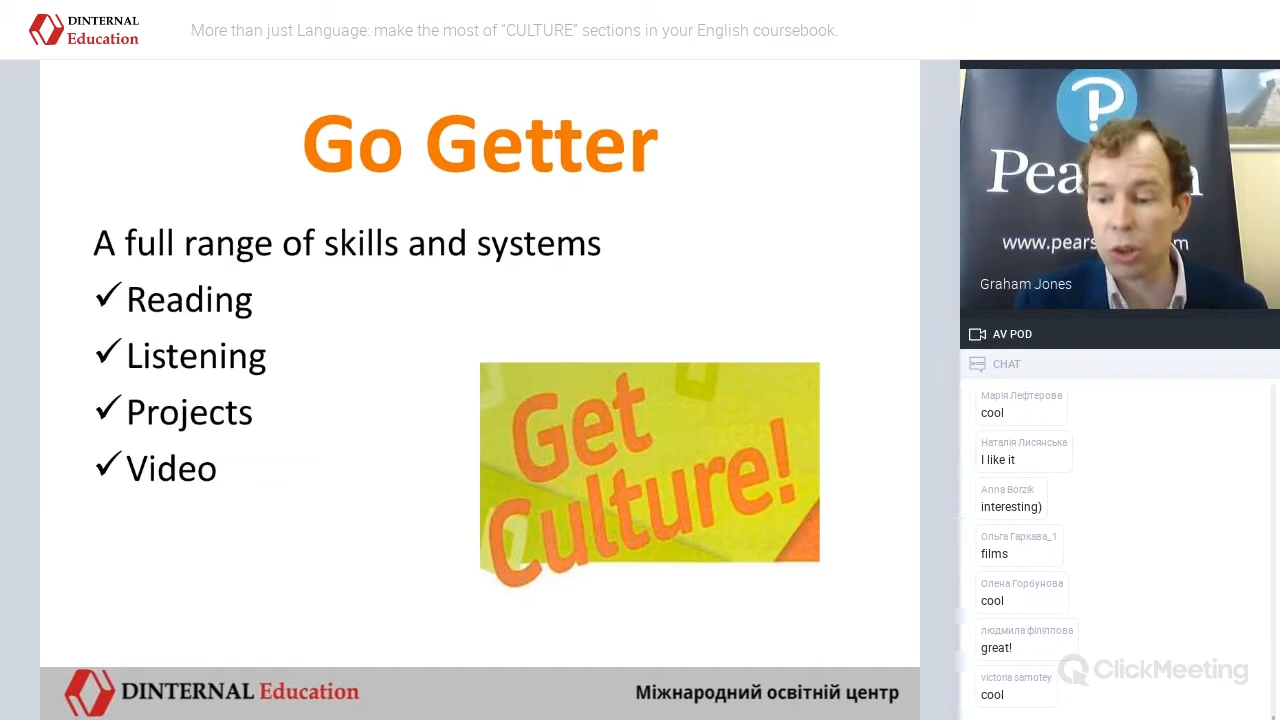 DINTERNAL
Education
More than just Language: make the most of "CULTURE" sections in your English coursebook.
Go Getter
A full range of skills and systems
✓Reading
✓Listening
✓Projects
✓Video
Get
Culture!
DINTERNAL Education
Міжнародний освітній центр
Pea n
www.pears m
Graham Jones
AV POD
CHAT
Марія Лефтерова
cool
Наталія Лисянська
I like it
Anna Borzik
interesting)
Ольга Гаркава_1
films
Олена Горбунова
cool
людмила філіппова
great!
victoria samotey
cool
ClickMeeting